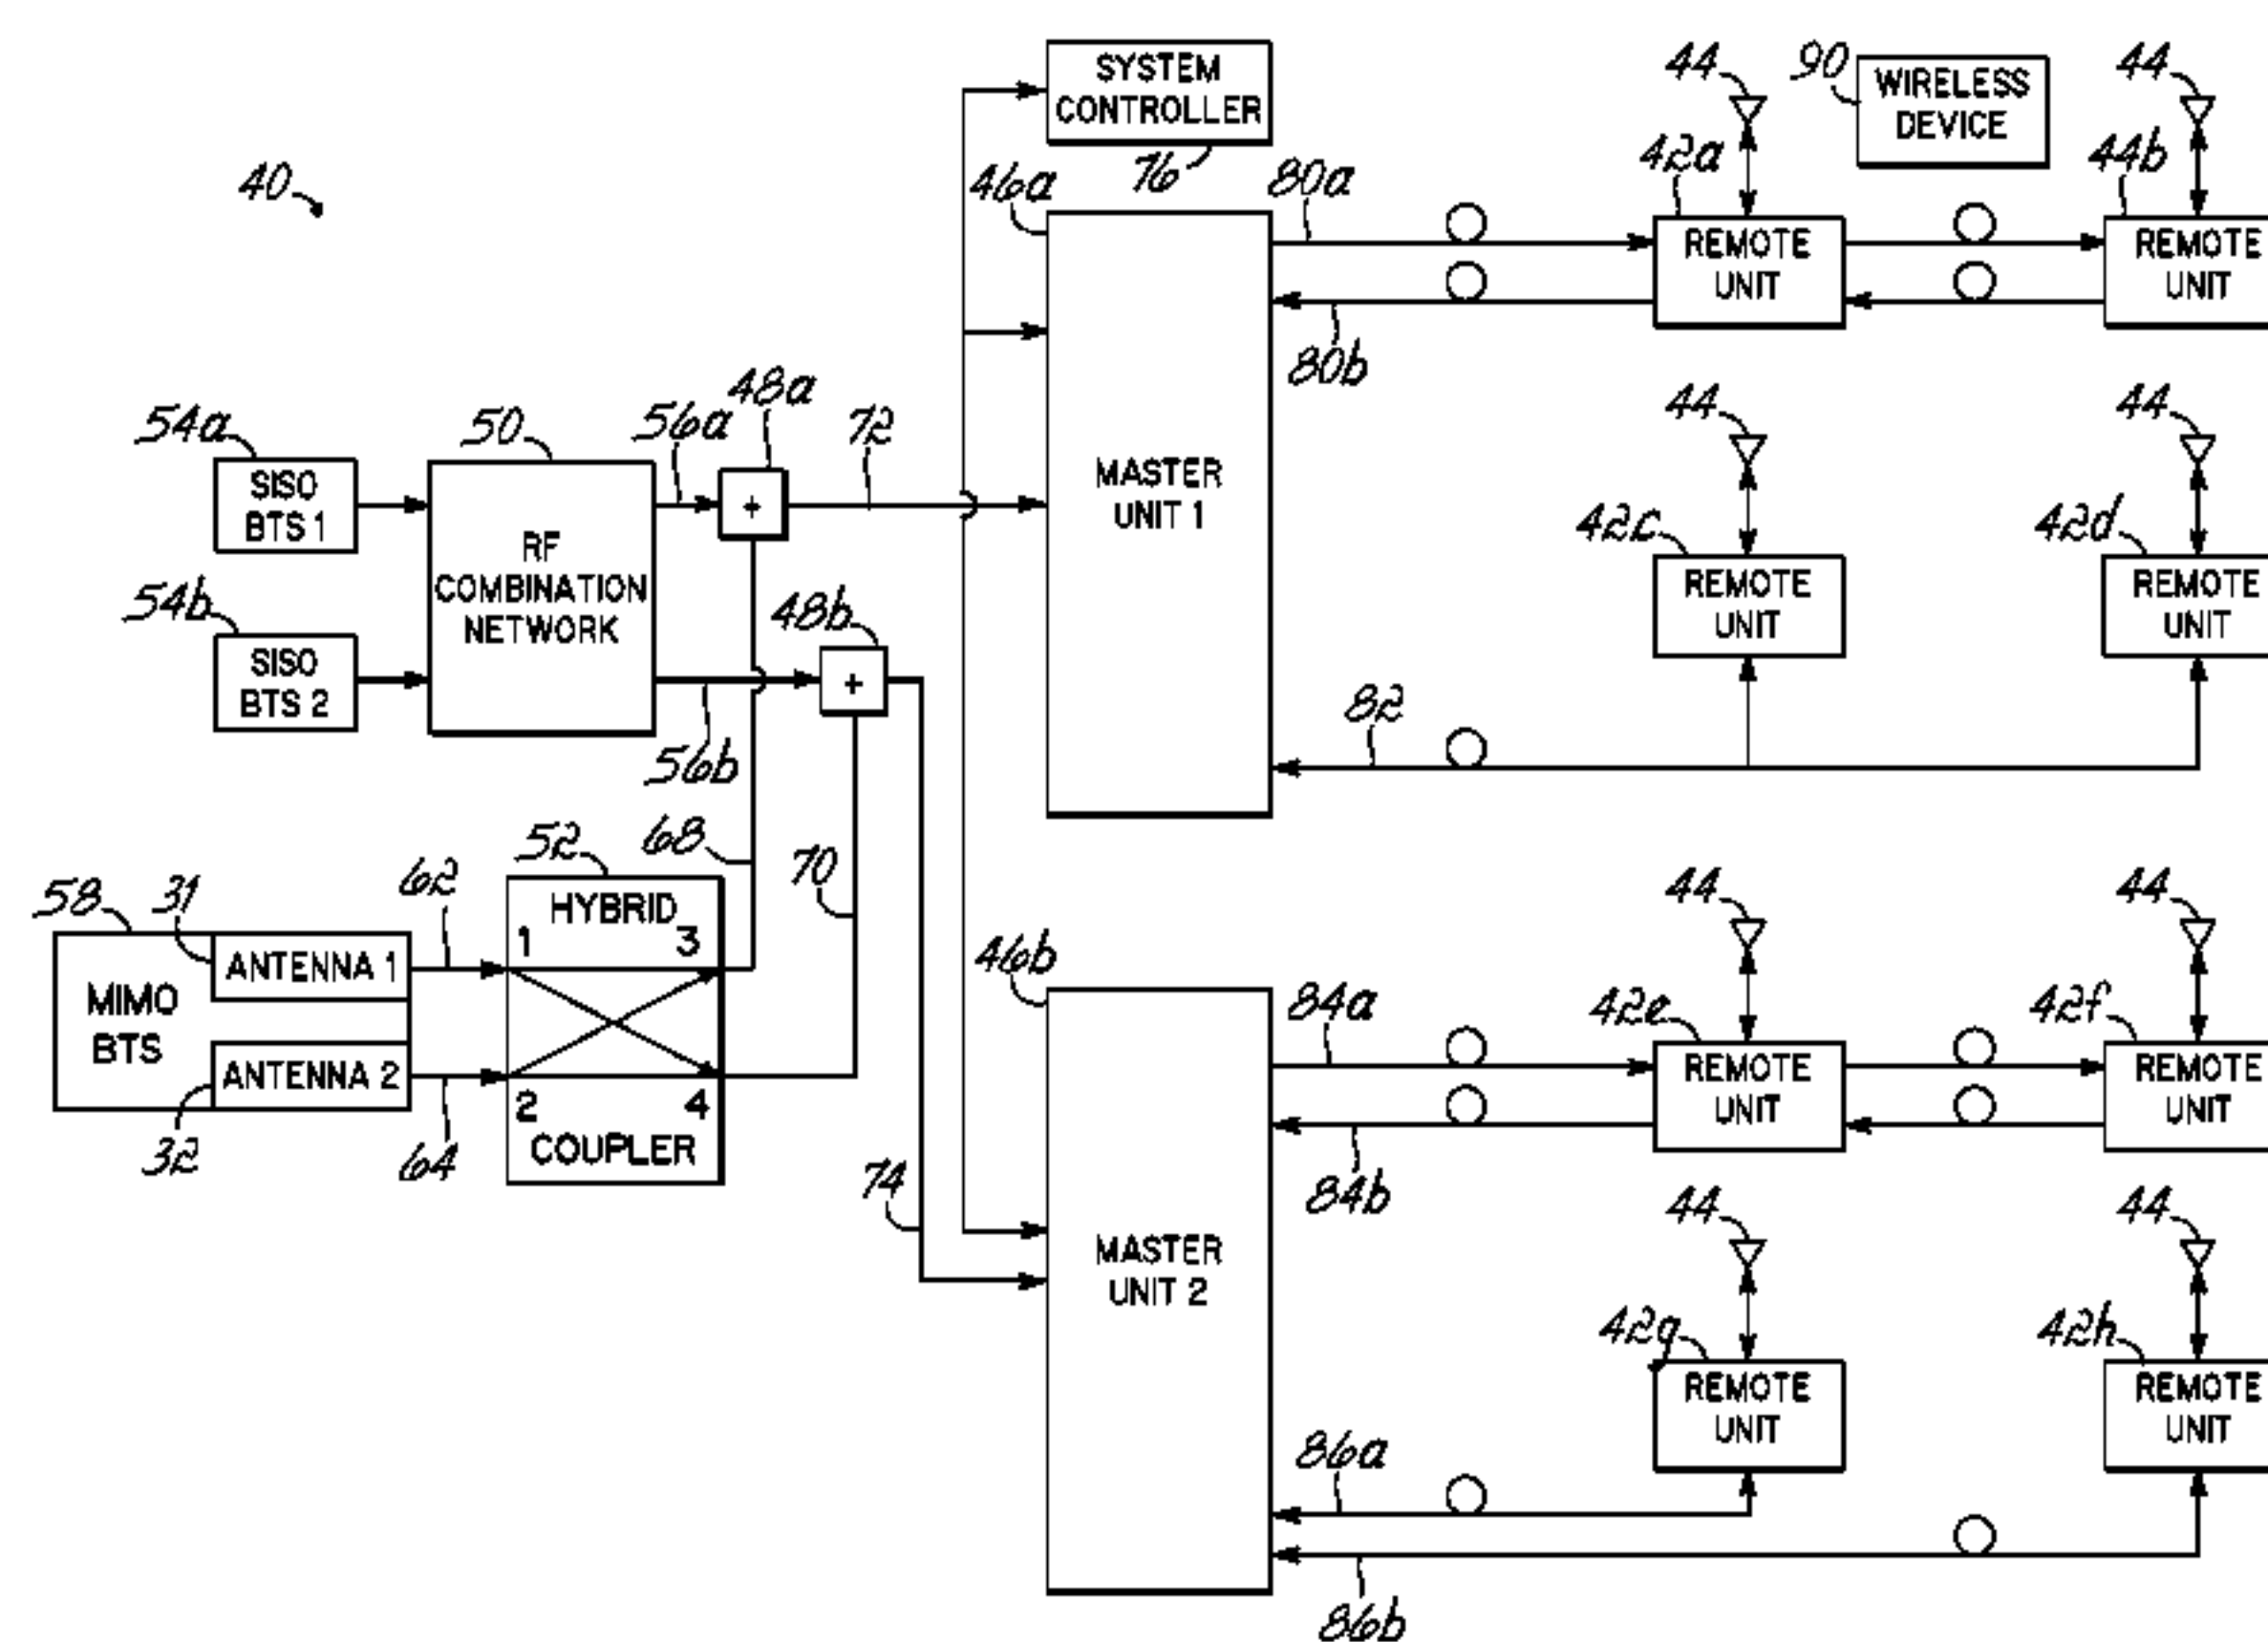 40
SYSTEM
CONTROLLER
76
44
90
WIRELESS
DEVICE
44
46a
80a
42a
44b
REMOTE
UNIT
REMOTE
UNIT
80b
MASTER
UNIT 1
54a
SISO
BTS 1
50
56a
48a
72
44
44
42c
42d
RF
COMBINATION
NETWORK
REMOTE
UNIT
REMOTE
UNIT
54b
SISO
BTS 2
48b
+
+
56b
82
58
31
62
52
68
70
HYBRID
1
3
2
4
COUPLER
MIMO
BTS
ANTENNA 1
ANTENNA 2
32
64
74
46b
84a
42e
44
44
42f
REMOTE
UNIT
REMOTE
UNIT
84b
MASTER
UNIT 2
44
44
42g
42h
REMOTE
UNIT
REMOTE
UNIT
86a
86b